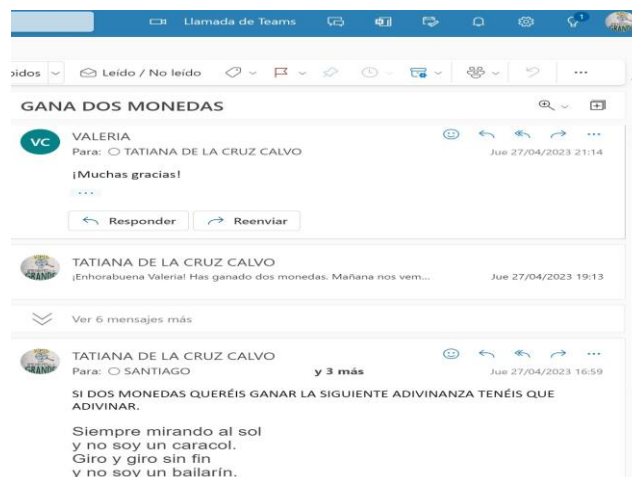 Llamada de Teams
Leído / No leído
GANA DOS MONEDAS
VC
VALERIA
Para: TATIANA DE LA CRUZ CALVO
Jue 27/04/2023 21:14
¡Muchas gracias!
...
Responder
Reenviar
TATIANA DE LA CRUZ CALVO
¡Enhorabuena Valeria! Has ganado dos monedas. Mañana nos vem...
Jue 27/04/2023 19:13
Ver 6 mensajes más
TATIANA DE LA CRUZ CALVO
Para: SANTIAGO y 3 más
Jue 27/04/2023 16:59
SI DOS MONEDAS QUERÉIS GANAR LA SIGUIENTE ADIVINANZA TENÉIS QUE
ADIVINAR.
Siempre mirando al sol
y no soy un caracol.
Giro y giro sin fin
y no soy un bailarín.